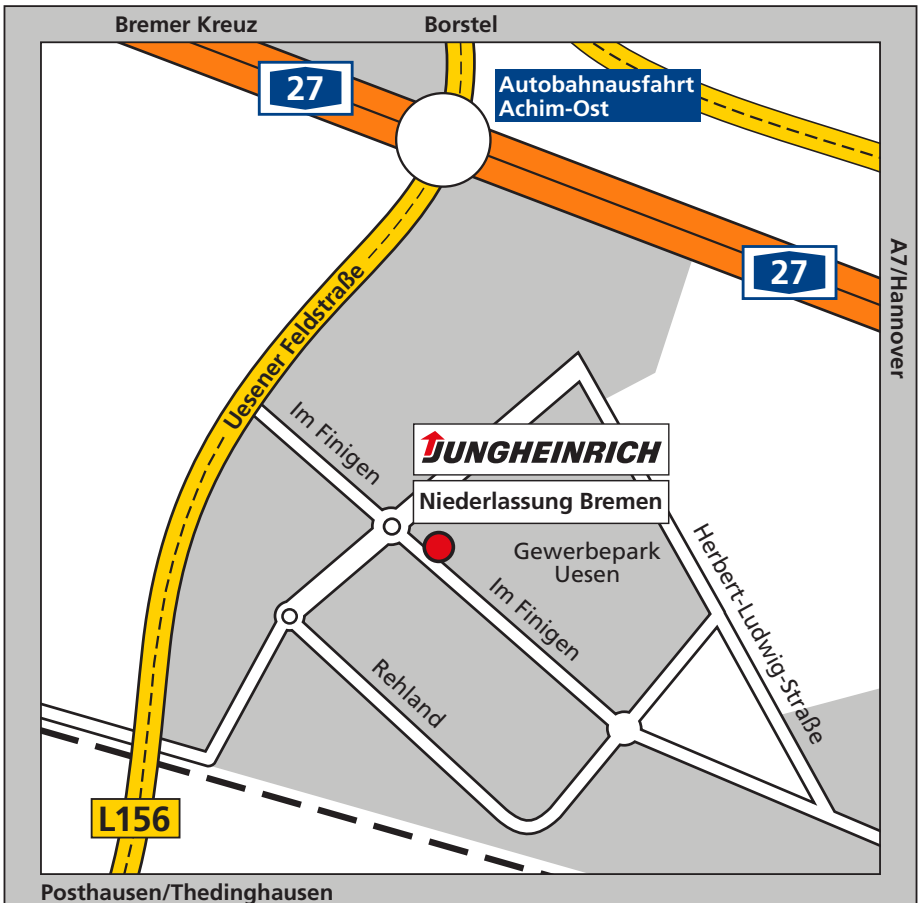 Bremer Kreuz
Borstel
27
Autobahnausfahrt
Achim-Ost
A7/Hannover
27
Uesener Feldstraße
Im Finigen
JUNGHEINRICH
Niederlassung Bremen
Gewerbepark
Uesen
Herbert-Ludwig-Straße
Im Finigen
Rehland
L156
Posthausen/Thedinghausen